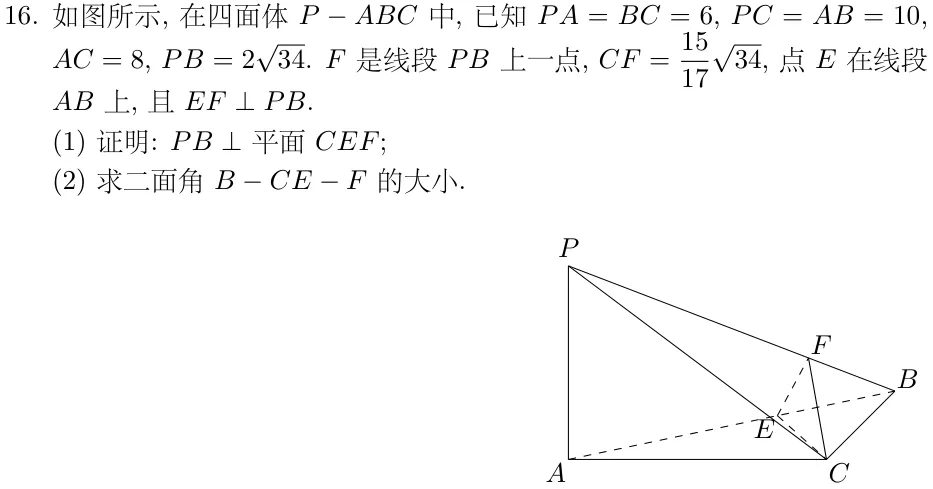 16. 如图所示, 在四面体 P − ABC 中, 已知 PA = BC = 6, PC = AB = 10,
AC = 8, PB = 2√34. F 是线段 PB 上一点, CF = 15/17 √34, 点 E 在线段
AB 上, 且 EF ⊥ PB.
(1) 证明: PB ⊥ 平面 CEF;
(2) 求二面角 B − CE − F 的大小.
P
F
B
E
A
C